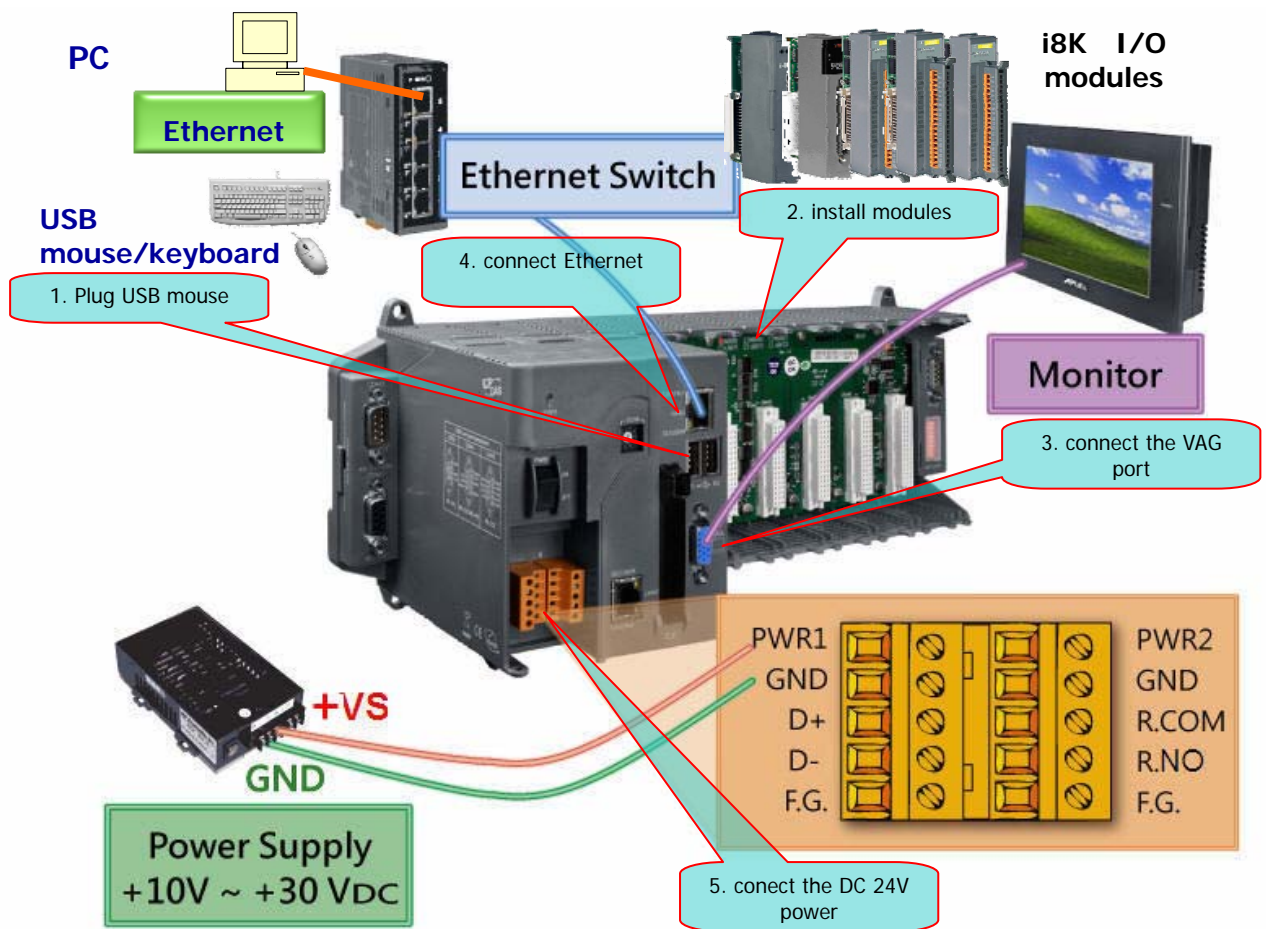 PC
Ethernet
USB
mouse/keyboard
1. Plug USB mouse
Ethernet Switch
4. connect Ethernet
i8K I/O
modules
2. install modules
Monitor
3. connect the VAG
port
+VS
GND
Power Supply
+10V ~ +30 VDC
PWR1
GND
D+
D-
F.G.
PWR2
GND
R.COM
R.NO
F.G.
5. conect the DC 24V
power